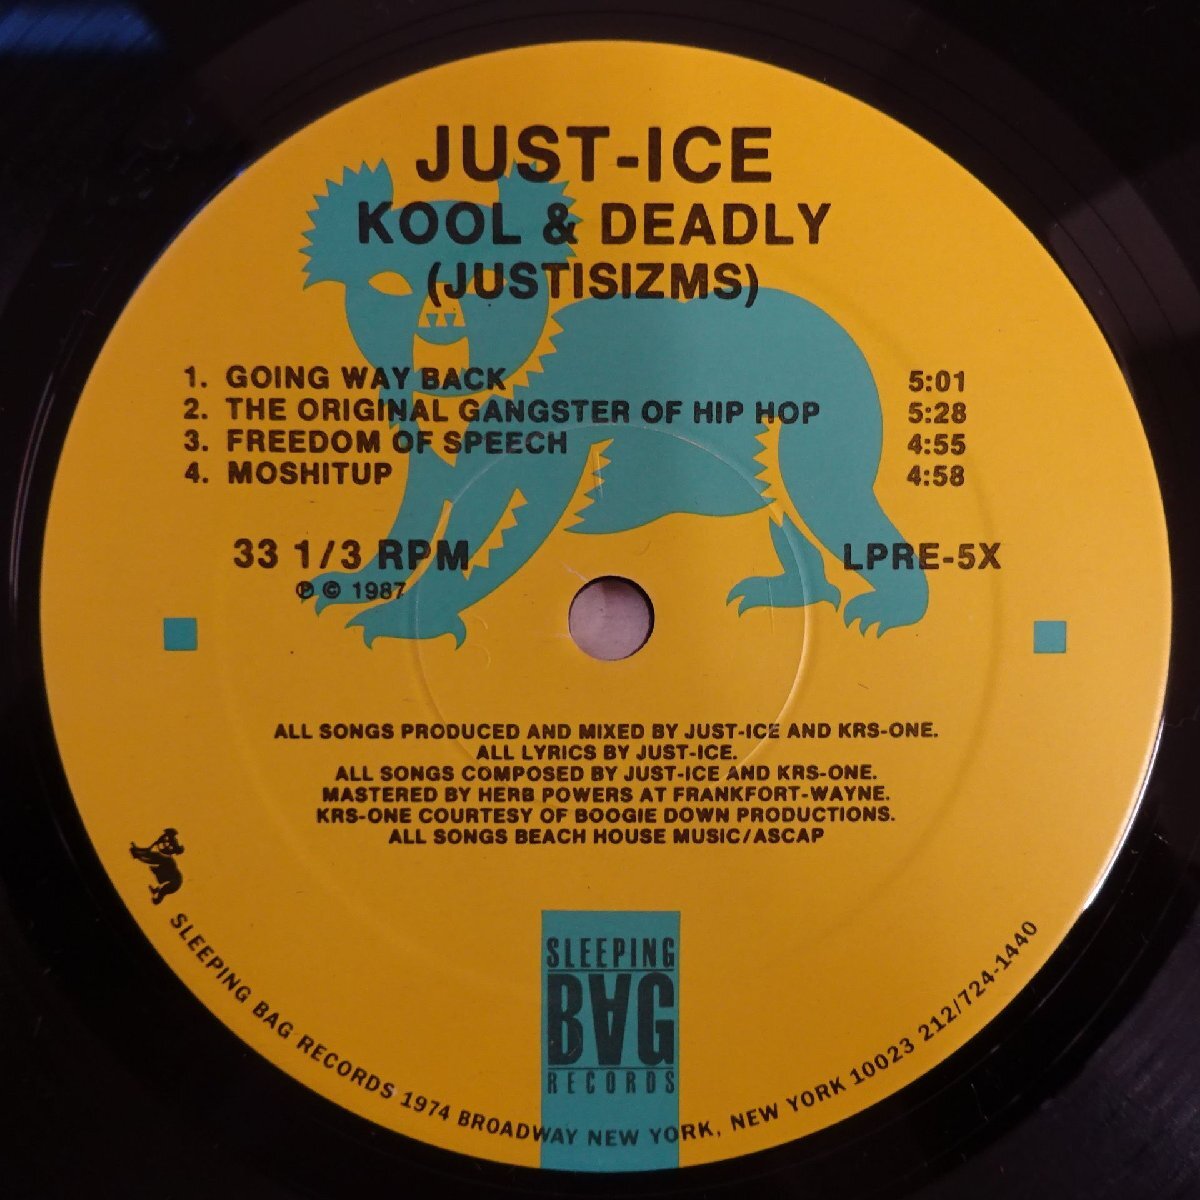 JUST-ICE
KOOL & DEADLY
(JUSTISIZMS)
1. GOING WAY BACK 5:01
2. THE ORIGINAL GANGSTER OF HIP HOP 5:28
3. FREEDOM OF SPEECH 4:55
4. MOSHITUP 4:58
33 1/3 RPM LPRE-5X
℗ © 1987
ALL SONGS PRODUCED AND MIXED BY JUST-ICE AND KRS-ONE.
ALL LYRICS BY JUST-ICE.
ALL SONGS COMPOSED BY JUST-ICE AND KRS-ONE.
MASTERED BY HERB POWERS AT FRANKFORT-WAYNE.
KRS-ONE COURTESY OF BOOGIE DOWN PRODUCTIONS.
ALL SONGS BEACH HOUSE MUSIC/ASCAP
SLEEPING
BAG
RECORDS
SLEEPING BAG RECORDS 1974 BROADWAY NEW YORK, NEW YORK 10023 212/724-1440